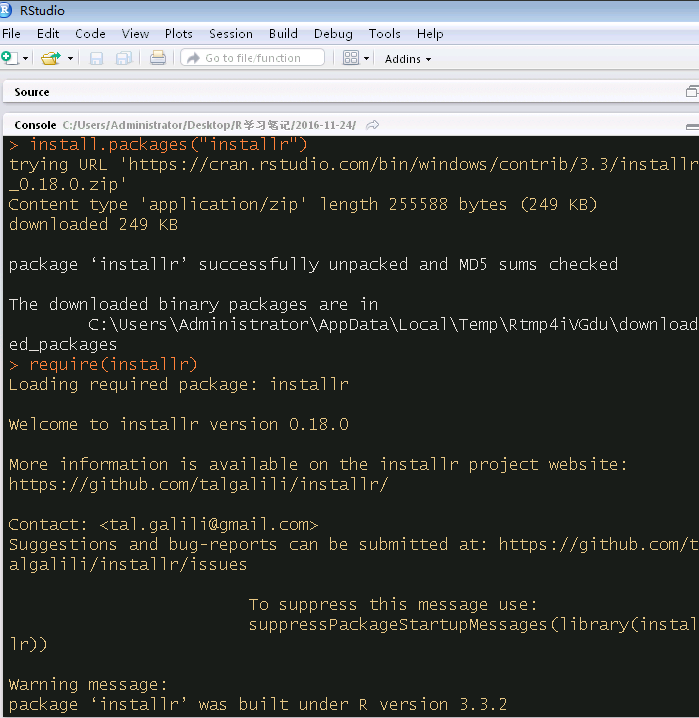 RStudio
File Edit Code View Plots Session Build Debug Tools Help
Go to file/function Addins
Source
Console C:/Users/Administrator/Desktop/R学习笔记/2016-11-24/
> install.packages("installr")
trying URL 'https://cran.rstudio.com/bin/windows/contrib/3.3/installr
_0.18.0.zip'
Content type 'application/zip' length 255588 bytes (249 KB)
downloaded 249 KB
package ‘installr’ successfully unpacked and MD5 sums checked
The downloaded binary packages are in
C:\Users\Administrator\AppData\Local\Temp\Rtmp4iVGdu\download
ed_packages
> require(installr)
Loading required package: installr
Welcome to installr version 0.18.0
More information is available on the installr project website:
https://github.com/talgalili/installr/
Contact: <tal.galili@gmail.com>
Suggestions and bug-reports can be submitted at: https://github.com/t
algalili/installr/issues
To suppress this message use:
suppressPackageStartupMessages(library(instal
lr))
Warning message:
package ‘installr’ was built under R version 3.3.2